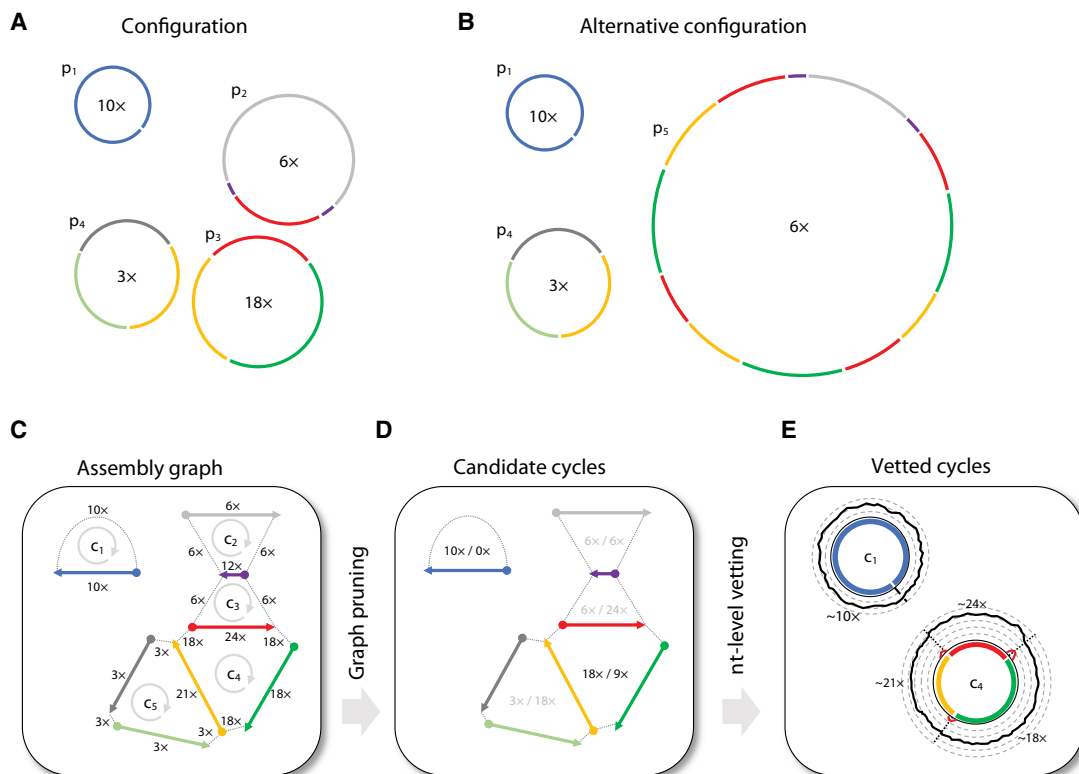 A
Configuration
p1
10×
p2
6×
p4
3×
p3
18×
B
Alternative configuration
p1
10×
p5
6×
p4
3×
C
Assembly graph
10×
c1
10×
6×
c2
6×
6×
12×
6×
c3
6×
18×
24×
18×
3×
c4
3×
21×
18×
c5
3×
3×
18×
3×
Graph pruning
D
Candidate cycles
10× / 0×
6× / 6×
6× / 24×
18× / 9×
3× / 18×
nt-level vetting
E
Vetted cycles
c1
~10×
~24×
~21×
c4
~18×